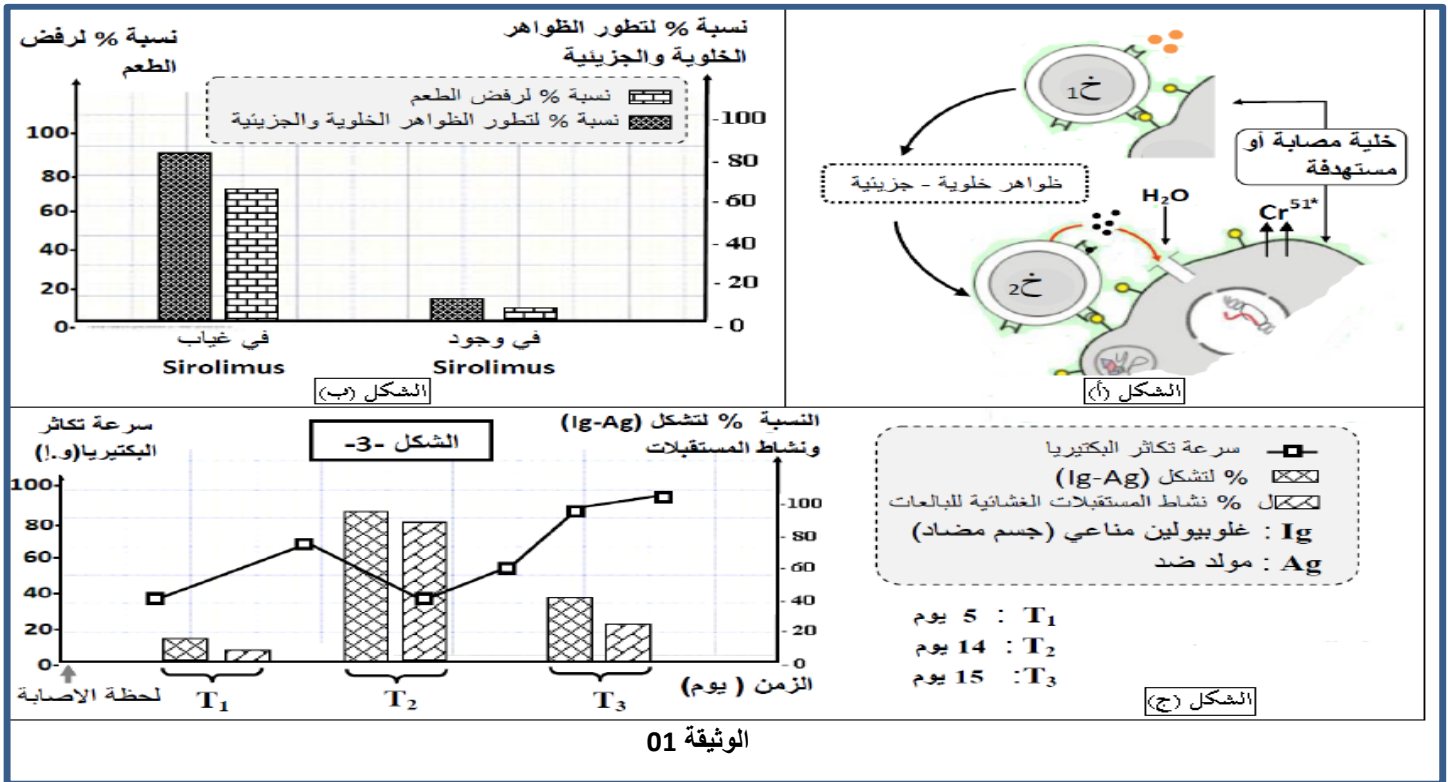 نسبة % لرفض
الطعم
نسبة % لتطور الظواهر
الخلوية والجزيئية
نسبة % لرفض الطعم
نسبة % لتطور الظواهر الخلوية والجزيئية
100-
80-
60-
40-
20-
0-
-100
- 80
- 60
- 40
- 20
- 0
في غياب
Sirolimus
في وجود
Sirolimus
الشكل (ب)
خ1
ظواهر خلوية - جزيئية
خلية مصابة أو
مستهدفة
H₂O
Cr⁵¹*
خ2
الشكل (أ)
سرعة تكاثر
البكتيريا(و.إ)
الشكل -3-
النسبة % لتشكل (Ig-Ag)
ونشاط المستقبلات
100-
80-
60-
40-
20-
0-
-100
- 80
- 60
- 40
- 20
- 0
لحظة الاصابة
T₁
T₂
T₃
الزمن ( يوم)
سرعة تكاثر البكتيريا
% لتشكل (Ig-Ag)
ل % نشاط المستقبلات الغشائية للبالعات
Ig : غلوبيولين مناعي (جسم مضاد)
Ag : مولد ضد
T₁ : 5 يوم
T₂ : 14 يوم
T₃: 15 يوم
الشكل (ج)
الوثيقة 01